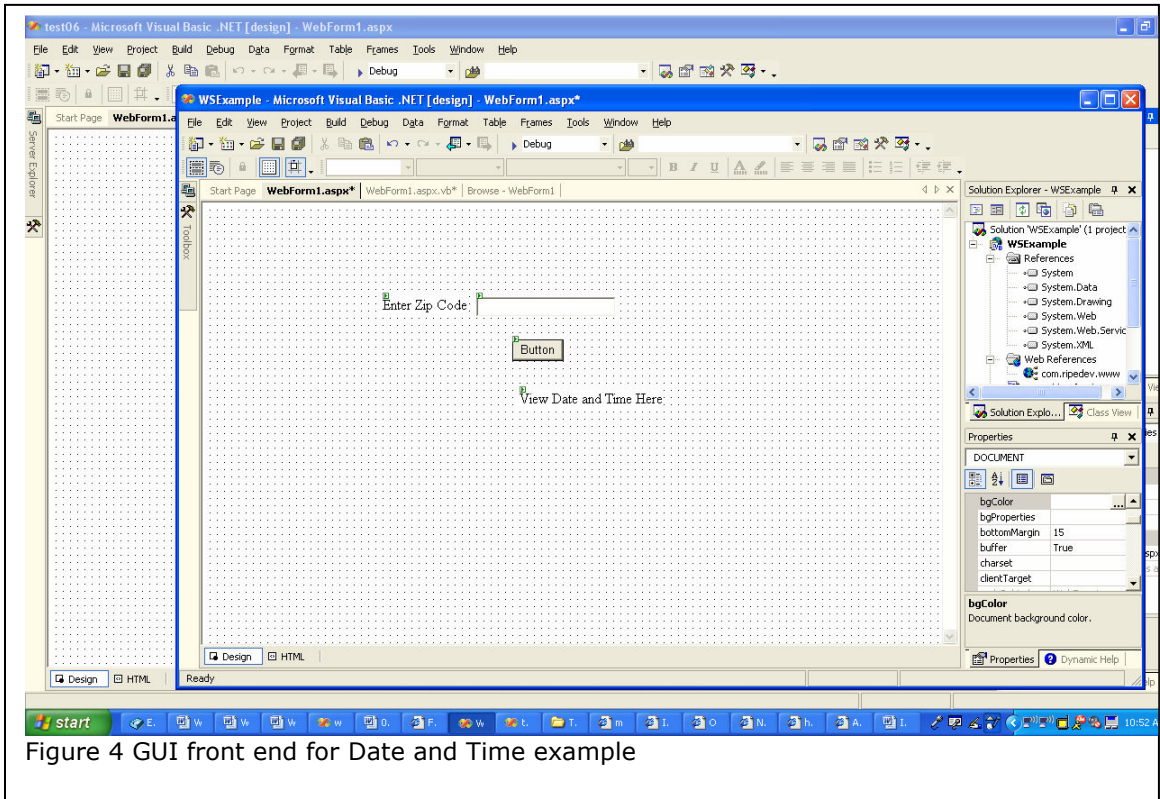 test06 - Microsoft Visual Basic .NET [design] - WebForm1.aspx
File Edit View Project Build Debug Data Format Table Frames Tools Window Help
Debug
Start Page WebForm1.a
Server Explorer
WSExample - Microsoft Visual Basic .NET [design] - WebForm1.aspx*
File Edit View Project Build Debug Data Format Table Frames Tools Window Help
Debug
B I U A
Start Page WebForm1.aspx* WebForm1.aspx.vb* Browse - WebForm1
Toolbox
Enter Zip Code
Button
View Date and Time Here
Solution Explorer - WSExample
Solution 'WSExample' (1 project
WSExample
References
System
System.Data
System.Drawing
System.Web
System.Web.Servic
System.XML
Web References
com.ripedev.www
Solution Explo... Class View
Properties
DOCUMENT
bgColor ...
bgProperties
bottomMargin 15
buffer True
charset
clientTarget
bgColor
Document background color.
Properties Dynamic Help
Design HTML
Ready
Design HTML
start E. W W W w 0. F. W t. T. m I. O N. h. A. I. 10:52 A
Figure 4 GUI front end for Date and Time example